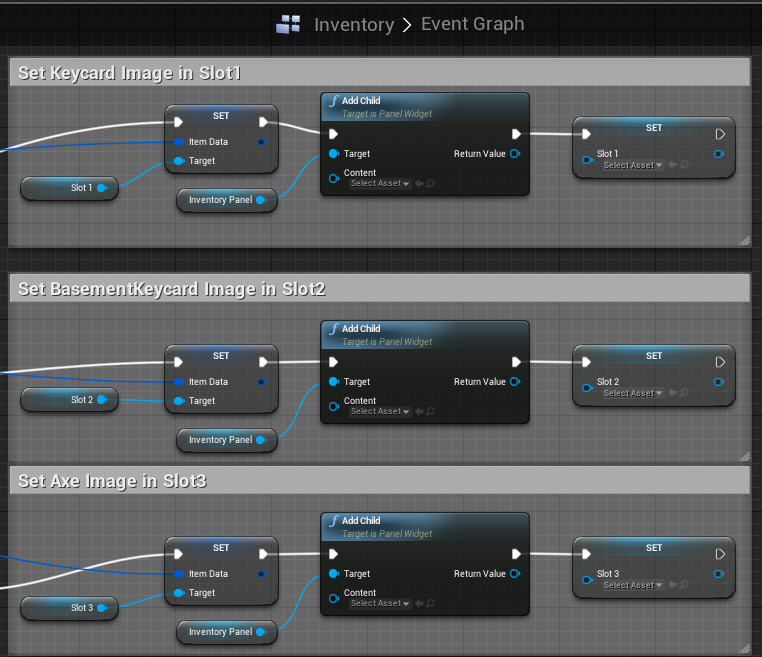 Inventory > Event Graph
Set Keycard Image in Slot1
SET
Item Data
Target
Slot 1
Inventory Panel
f Add Child
Target is Panel Widget
Target
Return Value
Content
Select Asset
SET
Slot 1
Select Asset
Set BasementKeycard Image in Slot2
SET
Item Data
Target
Slot 2
Inventory Panel
f Add Child
Target is Panel Widget
Target
Return Value
Content
Select Asset
SET
Slot 2
Select Asset
Set Axe Image in Slot3
SET
Item Data
Target
Slot 3
Inventory Panel
f Add Child
Target is Panel Widget
Target
Return Value
Content
Select Asset
SET
Slot 3
Select Asset